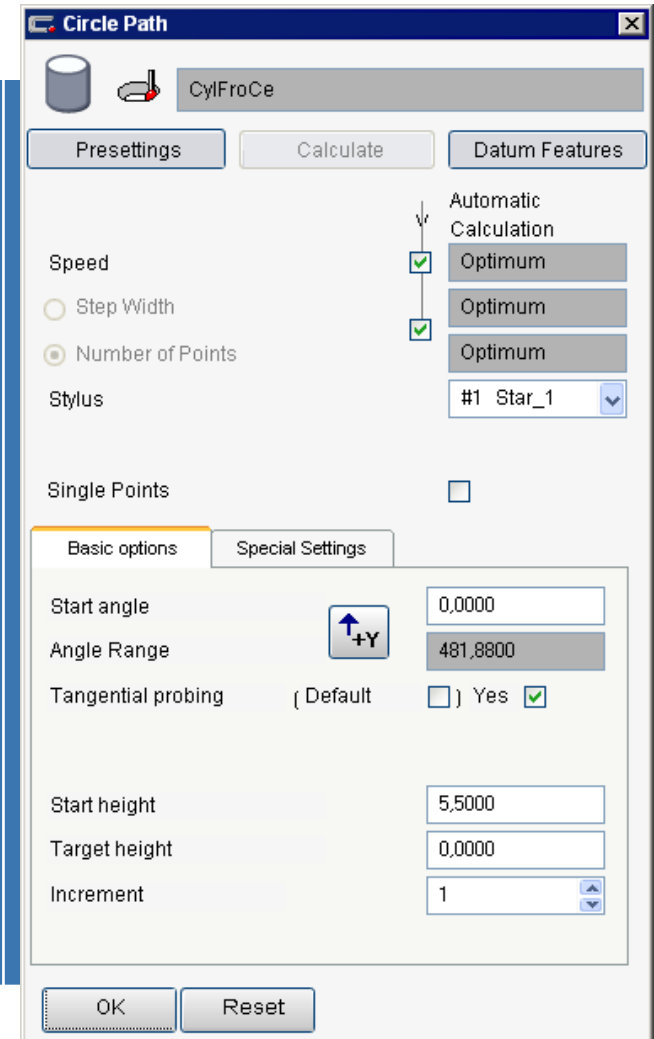 Circle Path
CylFroCe
Presettings Calculate Datum Features
Automatic
Calculation
Speed Optimum
Step Width Optimum
Number of Points Optimum
Stylus #1 Star_1
Single Points
Basic options Special Settings
Start angle 0,0000
+Y
Angle Range 481,8800
Tangential probing ( Default ) Yes
Start height 5,5000
Target height 0,0000
Increment 1
OK Reset